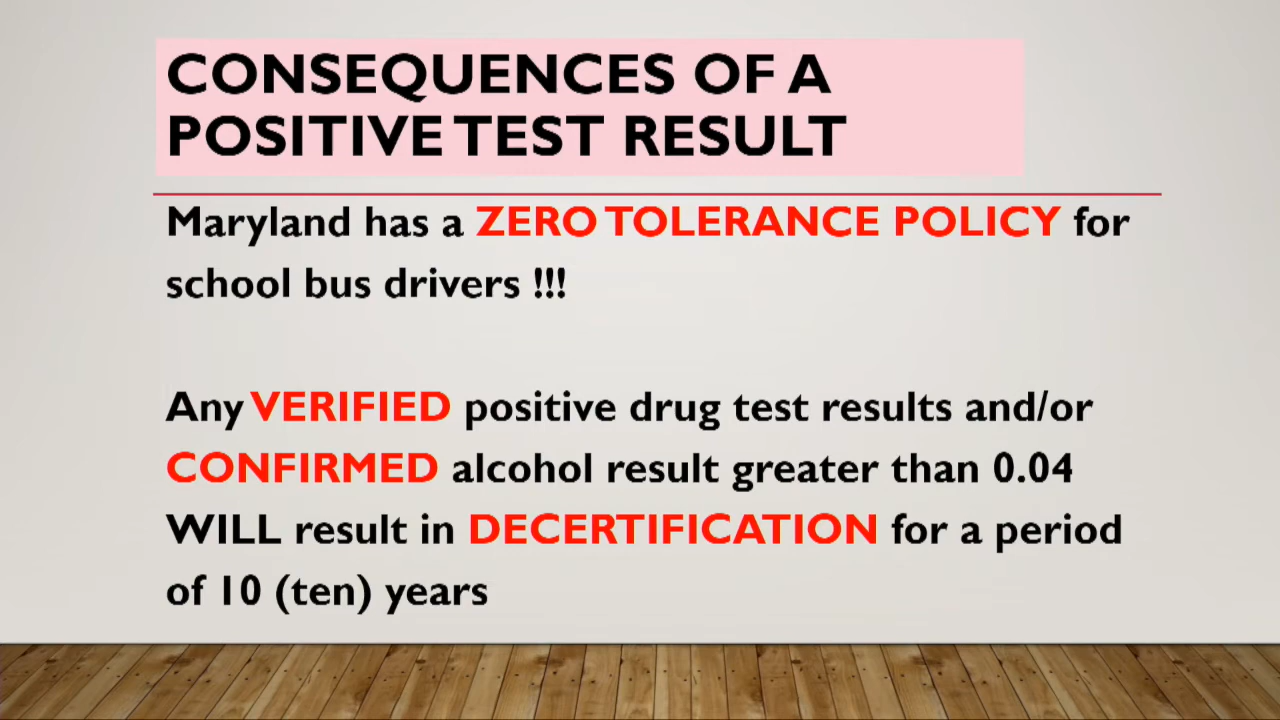 CONSEQUENCES OF A
POSITIVE TEST RESULT
Maryland has a ZERO TOLERANCE POLICY for
school bus drivers !!!
Any VERIFIED positive drug test results and/or
CONFIRMED alcohol result greater than 0.04
WILL result in DECERTIFICATION for a period
of 10 (ten) years